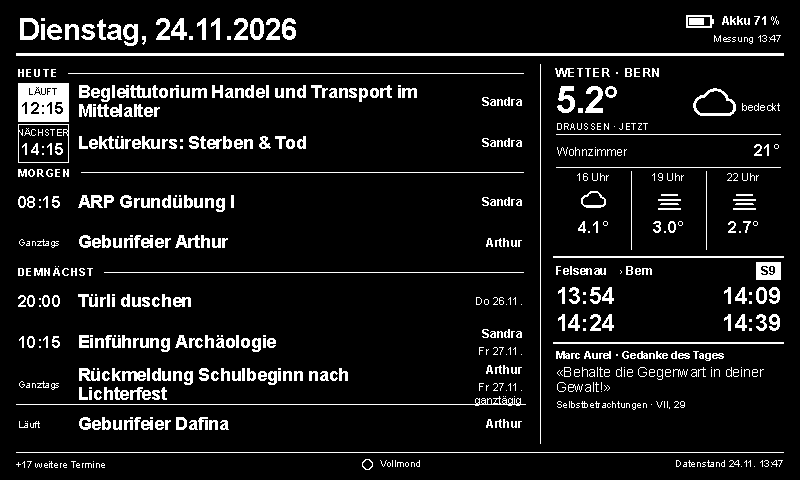 Dienstag, 24.11.2026
Akku 71 %
Messung 13:47
HEUTE
LÄUFT
12:15
Begleittutorium Handel und Transport im
Mittelalter
Sandra
NÄCHSTER
14:15
Lektürekurs: Sterben & Tod
Sandra
MORGEN
08:15
ARP Grundübung I
Sandra
Ganztags
Geburifeier Arthur
Arthur
DEMNÄCHST
20:00
Türli duschen
Do 26.11.
10:15
Einführung Archäologie
Sandra
Fr 27.11.
Ganztags
Rückmeldung Schulbeginn nach
Lichterfest
Arthur
Fr 27.11.
ganztägig
Läuft
Geburifeier Dafina
Arthur
WETTER · BERN
5.2°
bedeckt
DRAUSSEN · JETZT
Wohnzimmer 21°
16 Uhr 19 Uhr 22 Uhr
4.1° 3.0° 2.7°
Felsenau › Bern S9
13:54 14:09
14:24 14:39
Marc Aurel · Gedanke des Tages
«Behalte die Gegenwart in deiner
Gewalt!»
Selbstbetrachtungen · VII, 29
+17 weitere Termine
Vollmond
Datenstand 24.11. 13:47